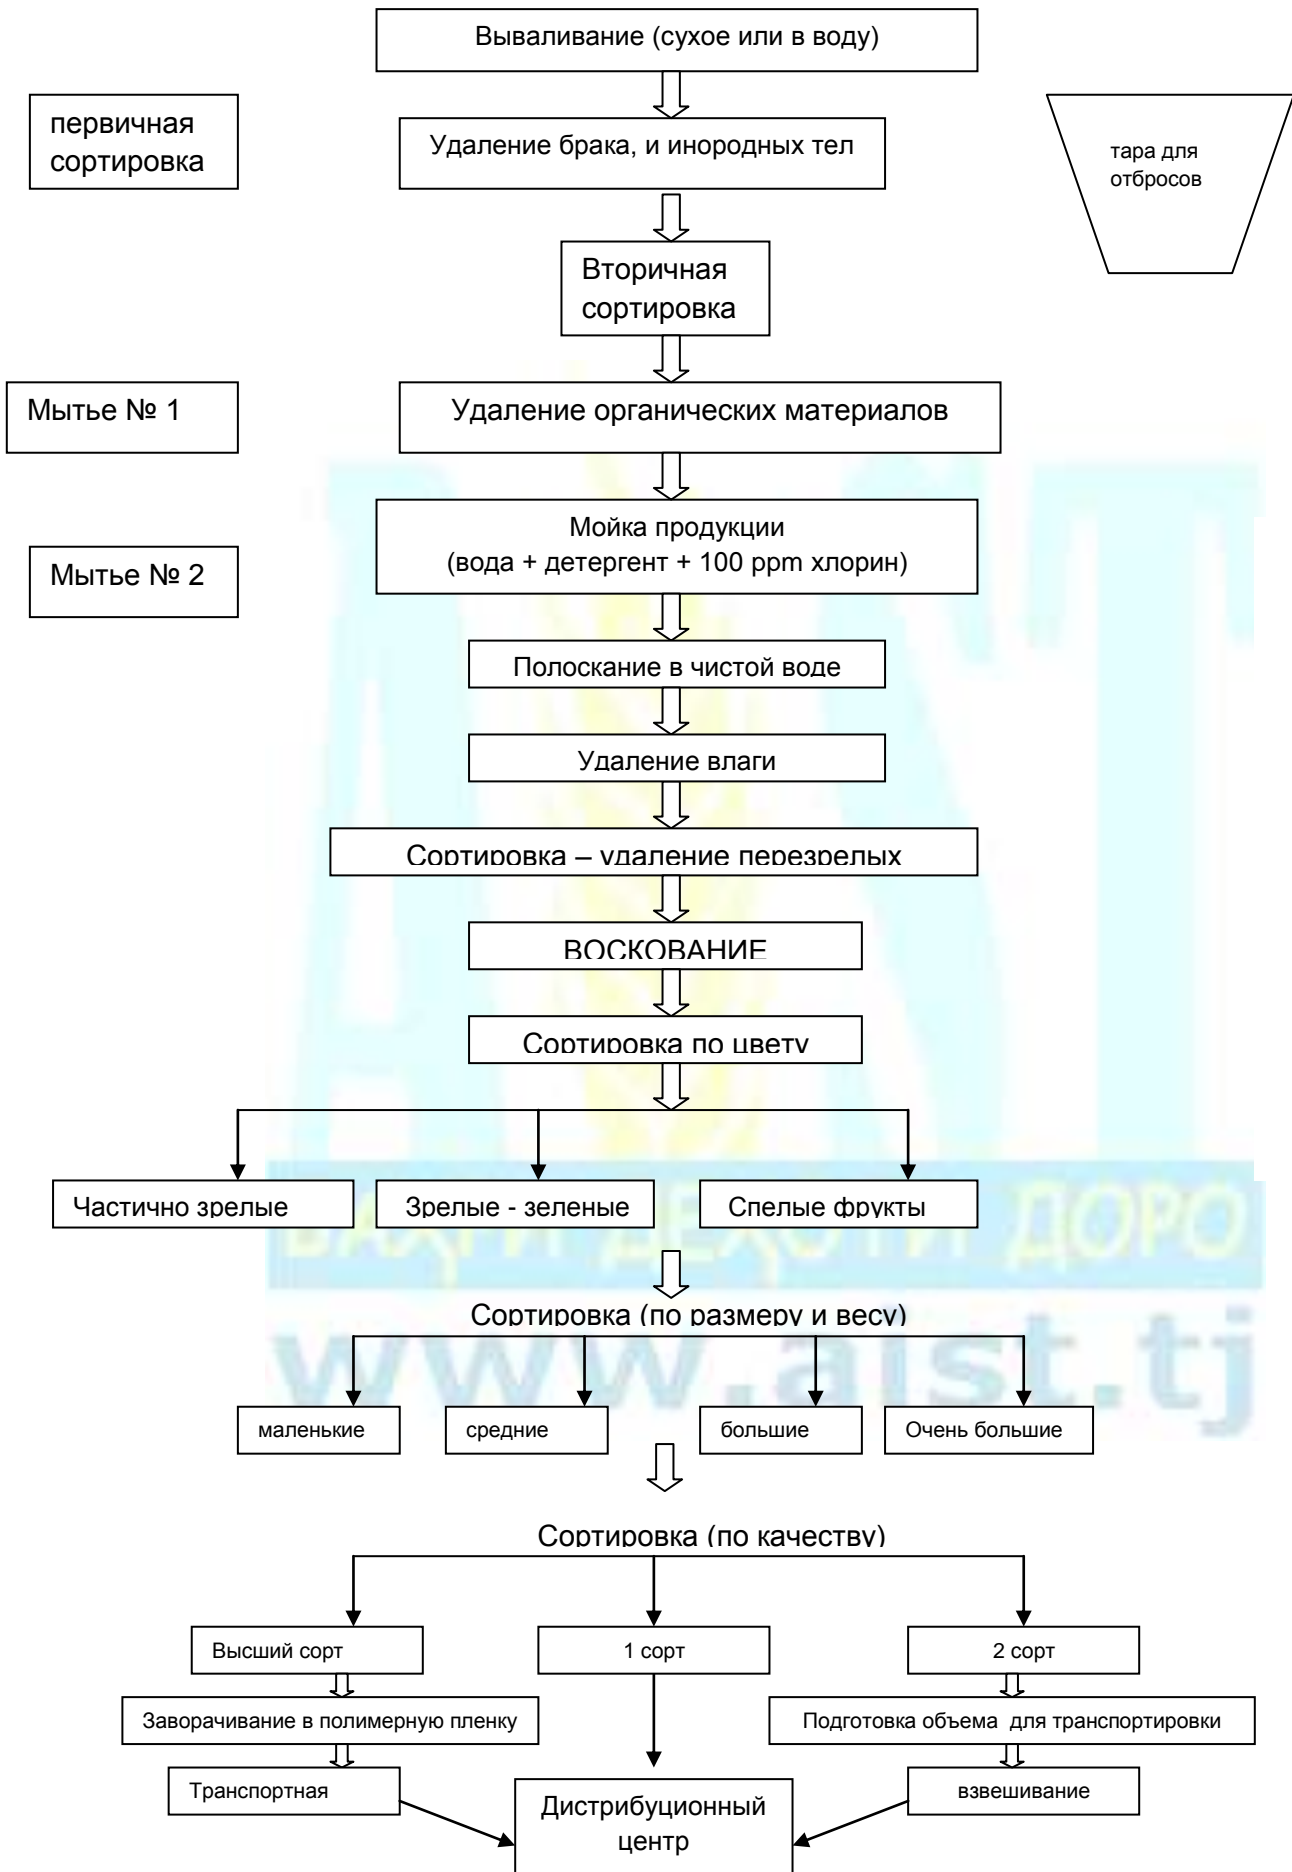 Вываливание (сухое или в воду)
первичная
сортировка
Удаление брака, и инородных тел
тара для
отбросов
Вторичная
сортировка
Мытье № 1
Удаление органических материалов
Мойка продукции
(вода + детергент + 100 ppm хлорин)
Мытье № 2
Полоскание в чистой воде
Удаление влаги
Сортировка – удаление перезрелых
ВОСКОВАНИЕ
Сортировка по цвету
Частично зрелые
Зрелые - зеленые
Спелые фрукты
БАҲРИ ДЕҲОТИ ДОРО
Сортировка (по размеру и весу)
www.aist.tj
маленькие
средние
большие
Очень большие
Сортировка (по качеству)
Высший сорт
1 сорт
2 сорт
Заворачивание в полимерную пленку
Подготовка объема для транспортировки
Транспортная
взвешивание
Дистрибуционный
центр